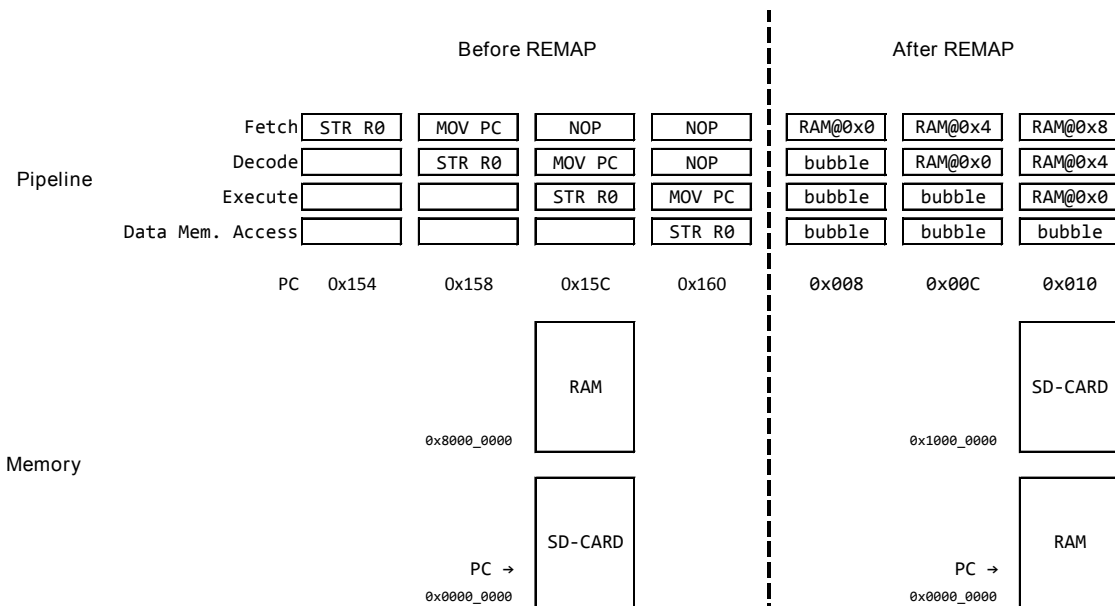 Before REMAP After REMAP
Fetch STR R0 MOV PC NOP NOP RAM@0x0 RAM@0x4 RAM@0x8
Decode STR R0 MOV PC NOP bubble RAM@0x0 RAM@0x4
Pipeline
Execute STR R0 MOV PC bubble bubble RAM@0x0
Data Mem. Access STR R0 bubble bubble bubble
PC 0x154 0x158 0x15C 0x160 0x008 0x00C 0x010
RAM SD-CARD
0x8000_0000 0x1000_0000
Memory
SD-CARD RAM
PC → PC →
0x0000_0000 0x0000_0000